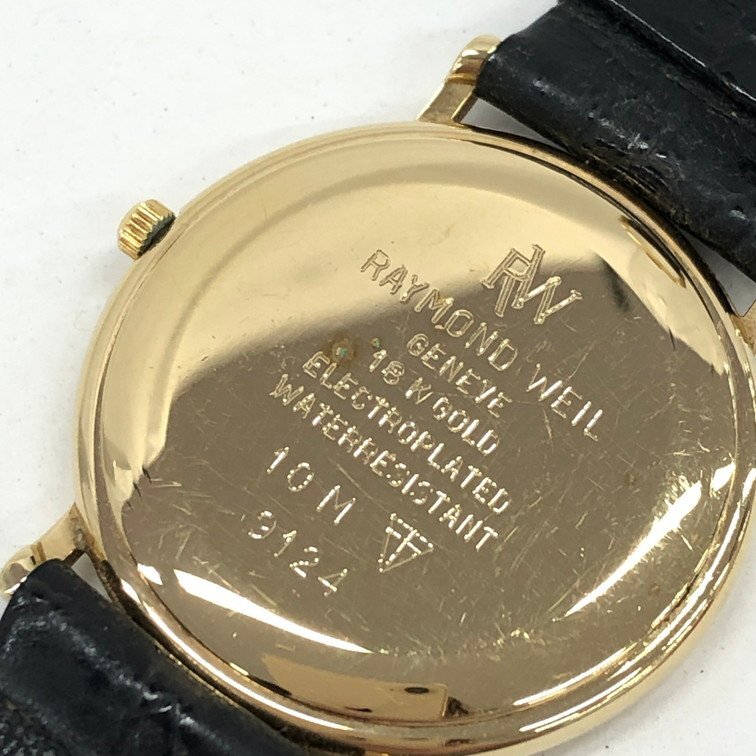 RW
RAYMOND WEIL
GENEVE
18 K GOLD
ELECTROPLATED
WATERRESISTANT
10 M
9124